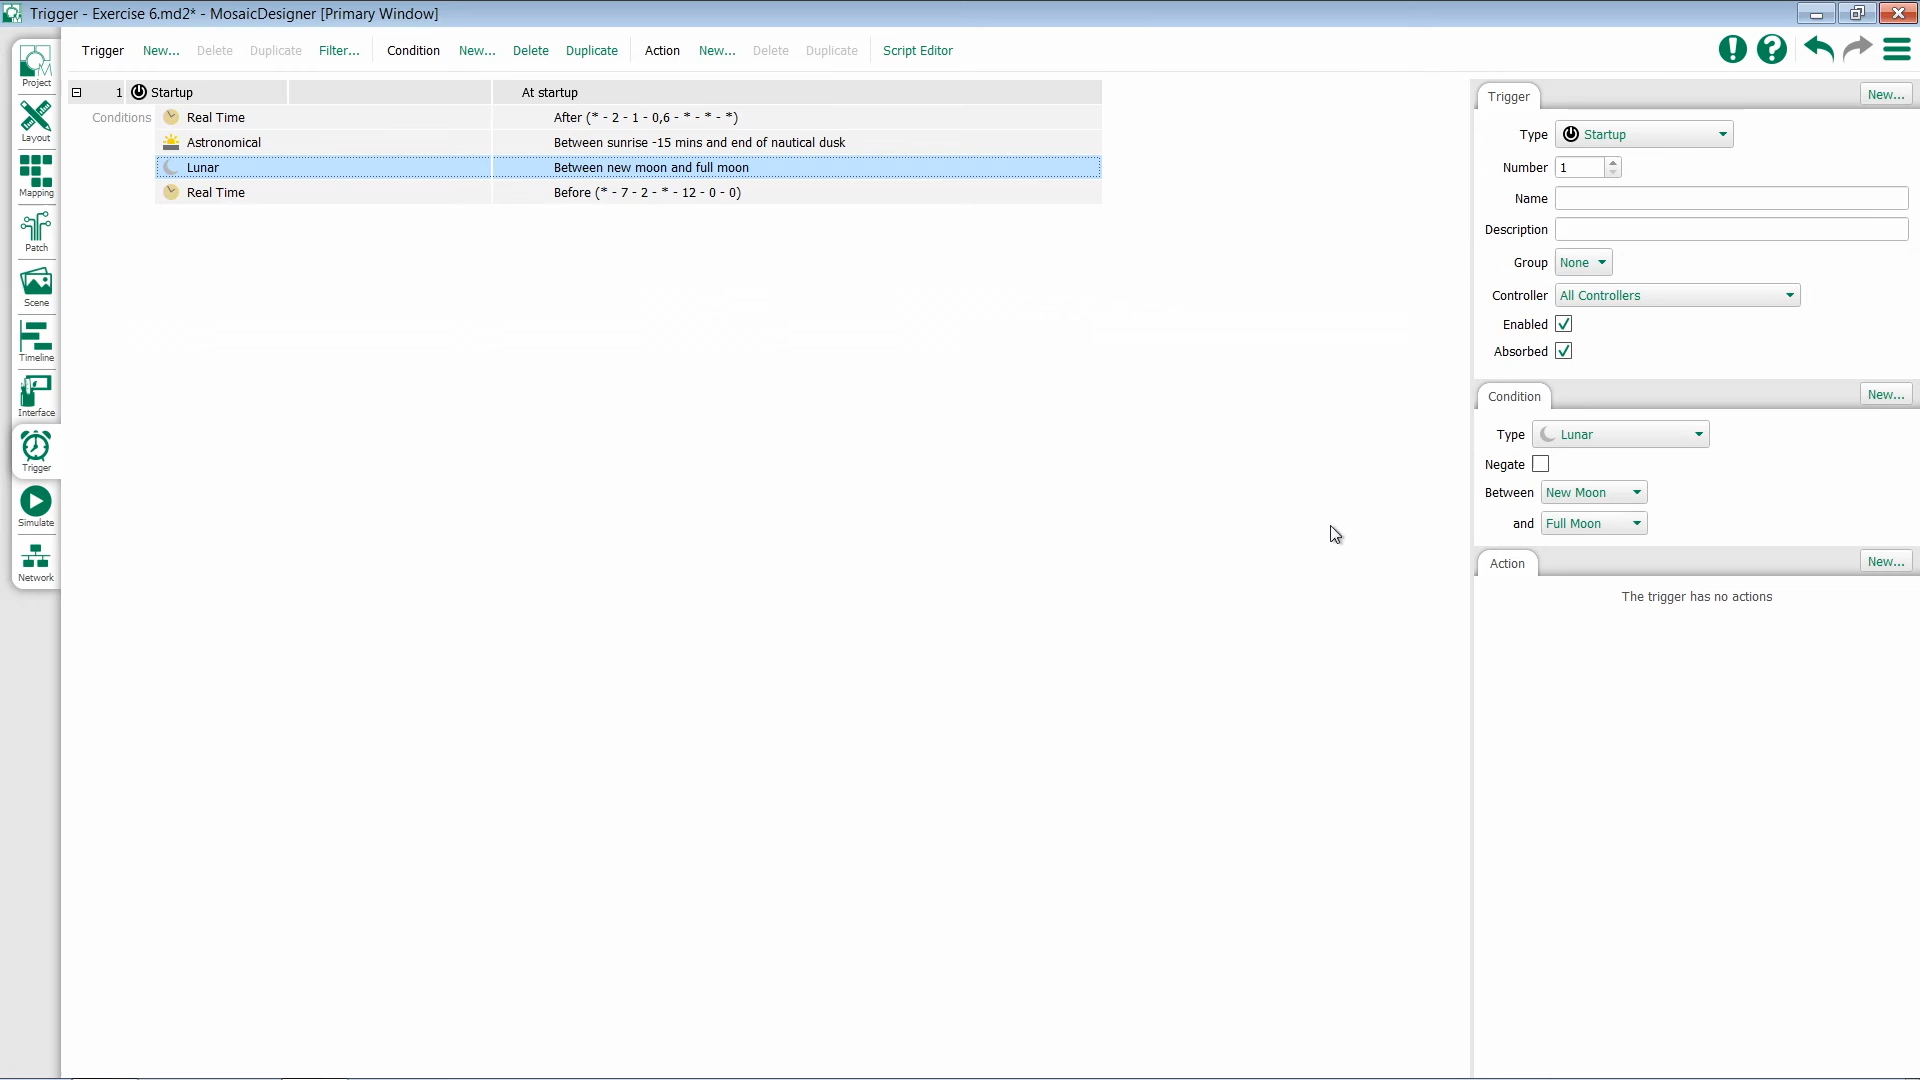 Trigger - Exercise 6.md2* - MosaicDesigner [Primary Window]
Trigger New... Delete Duplicate Filter... Condition New... Delete Duplicate Action New... Delete Duplicate Script Editor
Project
Layout
Mapping
Patch
Scene
Timeline
Interface
Trigger
Simulate
Network
1 Startup At startup
Conditions Real Time After (* - 2 - 1 - 0,6 - * - * - *)
Astronomical Between sunrise -15 mins and end of nautical dusk
Lunar Between new moon and full moon
Real Time Before (* - 7 - 2 - * - 12 - 0 - 0)
Trigger New...
Type Startup
Number 1
Name
Description
Group None
Controller All Controllers
Enabled
Absorbed
Condition New...
Type Lunar
Negate
Between New Moon
and Full Moon
Action New...
The trigger has no actions